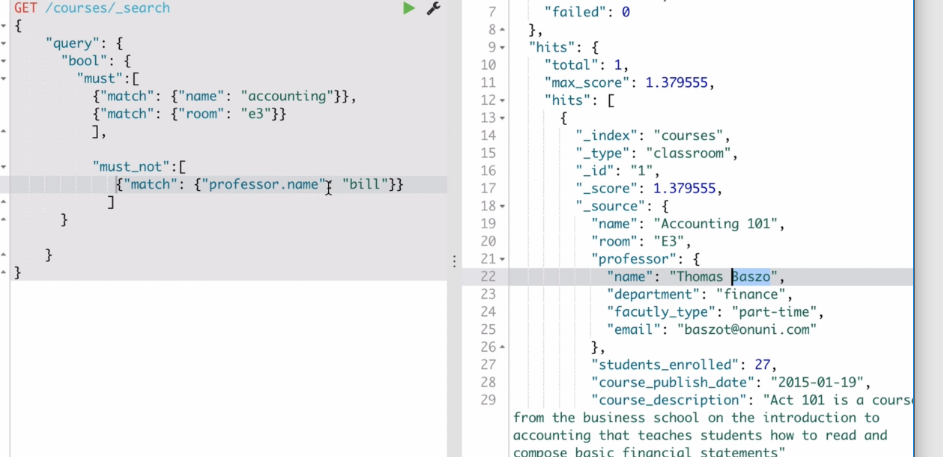 GET /courses/_search
{
"query": {
"bool": {
"must":[
{"match": {"name": "accounting"}},
{"match": {"room": "e3"}}
],
"must_not":[
{"match": {"professor.name": "bill"}}
]
}
}
}
7 "failed": 0
8 },
9 "hits": {
10 "total": 1,
11 "max_score": 1.379555,
12 "hits": [
13 {
14 "_index": "courses",
15 "_type": "classroom",
16 "_id": "1",
17 "_score": 1.379555,
18 "_source": {
19 "name": "Accounting 101",
20 "room": "E3",
21 "professor": {
22 "name": "Thomas Baszo",
23 "department": "finance",
24 "facutly_type": "part-time",
25 "email": "baszot@onuni.com"
26 },
27 "students_enrolled": 27,
28 "course_publish_date": "2015-01-19",
29 "course_description": "Act 101 is a cours
from the business school on the introduction to
accounting that teaches students how to read and
compose basic financial statements"